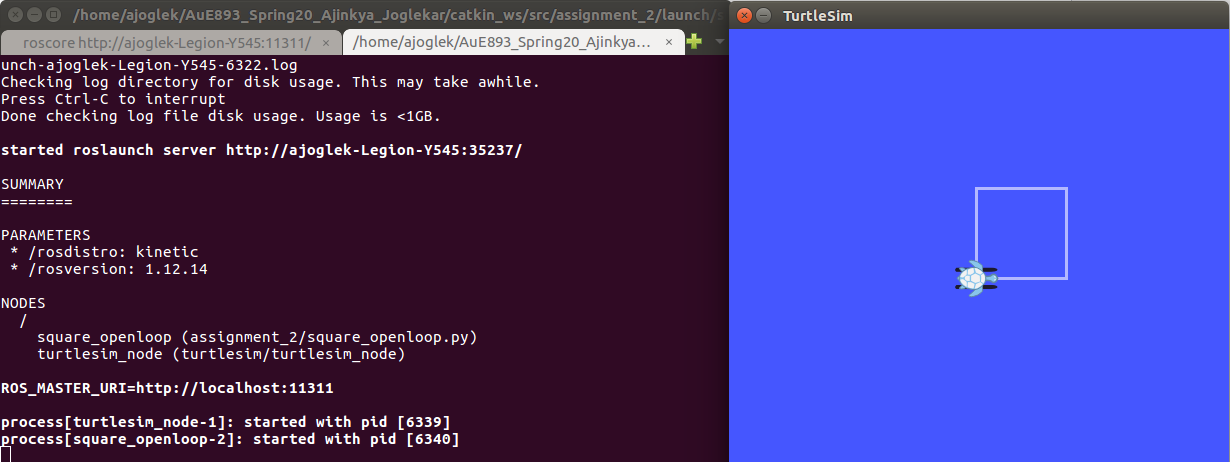 /home/ajoglek/AuE893_Spring20_Ajinkya_Joglekar/catkin_ws/src/assignment_2/launch/
roscore http://ajoglek-Legion-Y545:11311/ ×
/home/ajoglek/AuE893_Spring20_Ajinkya... ×
unch-ajoglek-Legion-Y545-6322.log
Checking log directory for disk usage. This may take awhile.
Press Ctrl-C to interrupt
Done checking log file disk usage. Usage is <1GB.
started roslaunch server http://ajoglek-Legion-Y545:35237/
SUMMARY
========
PARAMETERS
* /rosdistro: kinetic
* /rosversion: 1.12.14
NODES
/
square_openloop (assignment_2/square_openloop.py)
turtlesim_node (turtlesim/turtlesim_node)
ROS_MASTER_URI=http://localhost:11311
process[turtlesim_node-1]: started with pid [6339]
process[square_openloop-2]: started with pid [6340]
TurtleSim